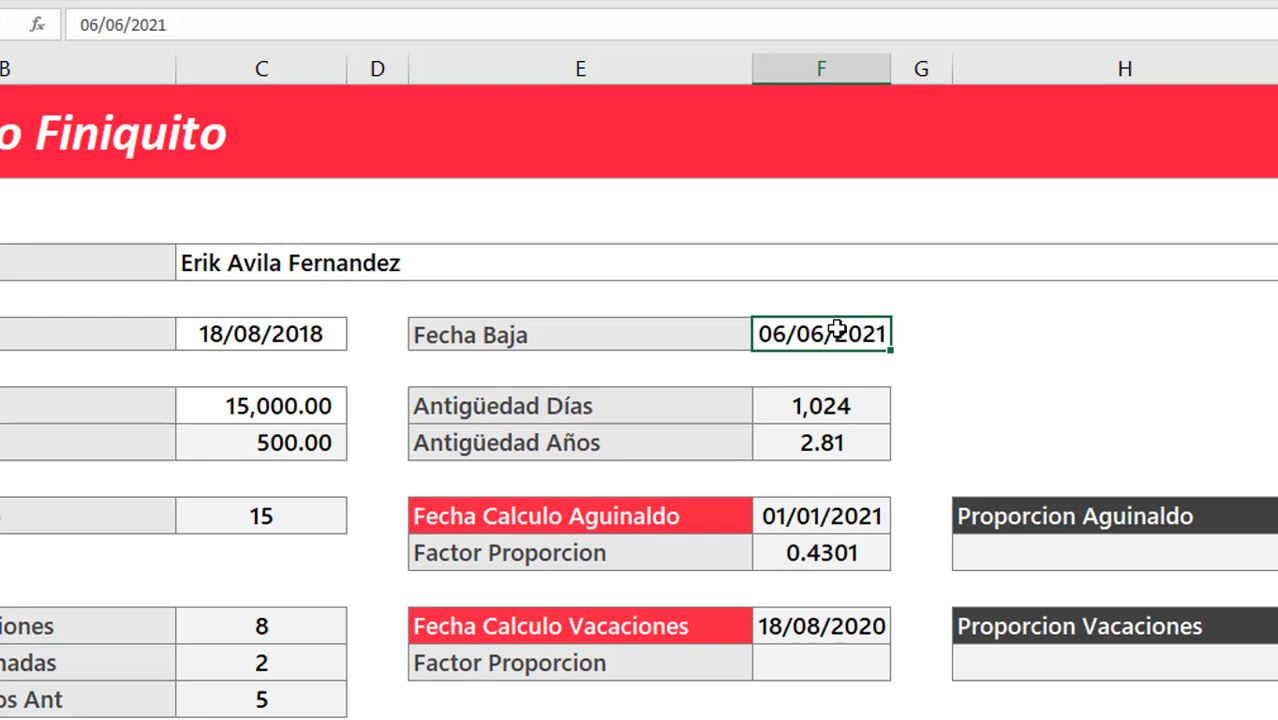 fx 06/06/2021
B C D E F G H
o Finiquito
Erik Avila Fernandez
18/08/2018 Fecha Baja 06/06/2021
15,000.00 Antigüedad Días 1,024
500.00 Antigüedad Años 2.81
15 Fecha Calculo Aguinaldo 01/01/2021 Proporcion Aguinaldo
Factor Proporcion 0.4301
iones 8 Fecha Calculo Vacaciones 18/08/2020 Proporcion Vacaciones
nadas 2 Factor Proporcion
os Ant 5